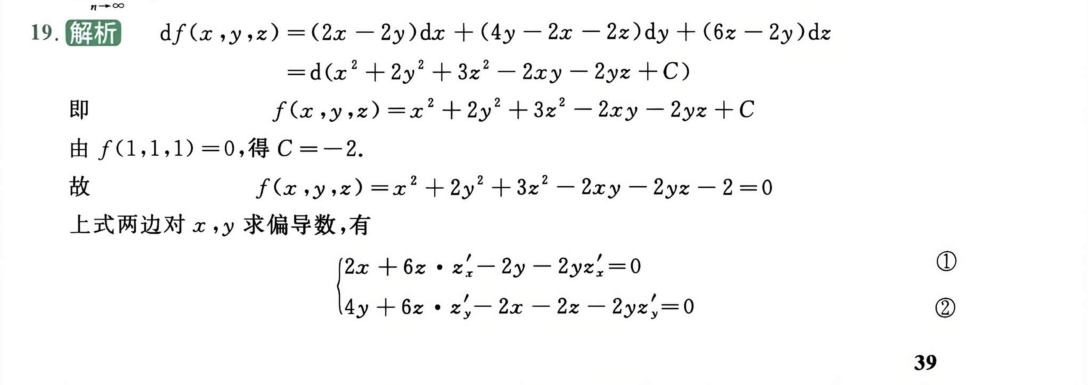 n→∞
19. 解析 df(x,y,z)=(2x-2y)dx+(4y-2x-2z)dy+(6z-2y)dz
=d(x²+2y²+3z²-2xy-2yz+C)
即 f(x,y,z)=x²+2y²+3z²-2xy-2yz+C
由 f(1,1,1)=0,得 C=-2.
故 f(x,y,z)=x²+2y²+3z²-2xy-2yz-2=0
上式两边对 x,y 求偏导数,有
2x+6z·z′ₓ-2y-2yz′ₓ=0 ①
4y+6z·z′_y-2x-2z-2yz′_y=0 ②
39